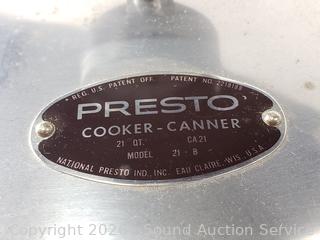 * REG. U.S. PATENT OFF. PATENT NO. 2218188
PRESTO
COOKER-CANNER
21 QT. CA21
MODEL 21-B
NATIONAL PRESTO IND., INC. EAU CLAIRE, WIS., U.S.A.
Copyright Sound Auction Service